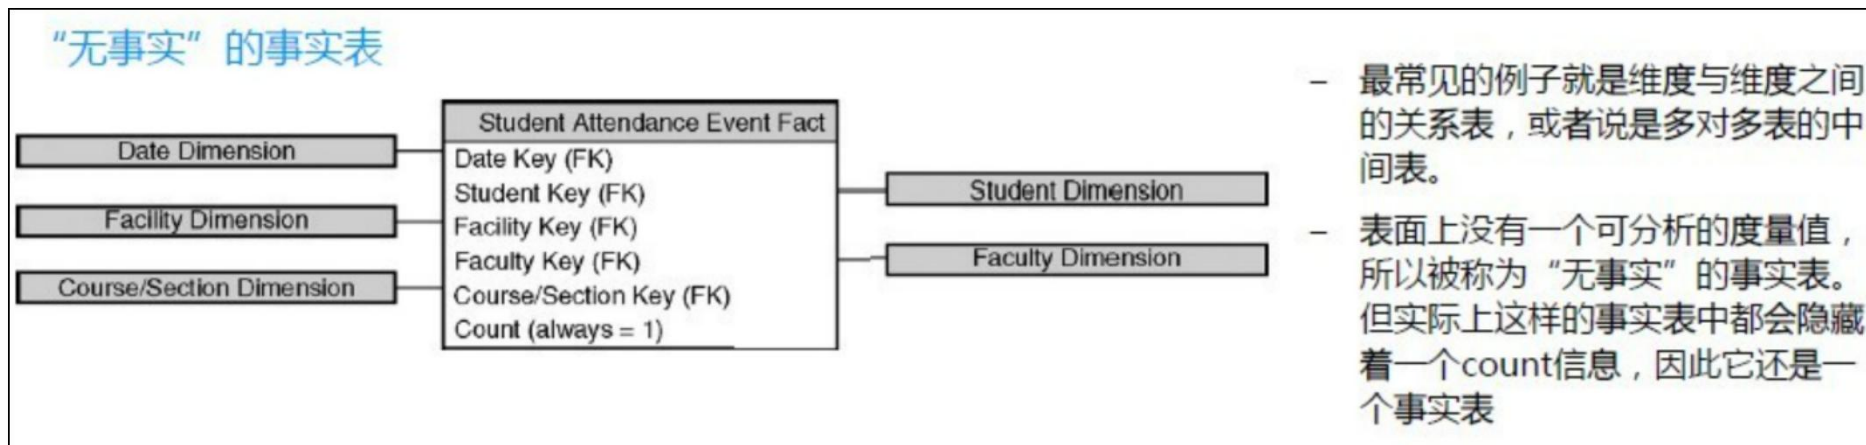 “无事实”的事实表
Date Dimension
Facility Dimension
Course/Section Dimension
Student Attendance Event Fact
Date Key (FK)
Student Key (FK)
Facility Key (FK)
Faculty Key (FK)
Course/Section Key (FK)
Count (always = 1)
Student Dimension
Faculty Dimension
– 最常见的例子就是维度与维度之间
的关系表，或者说是多对多表的中
间表。
– 表面上没有一个可分析的度量值，
所以被称为“无事实”的事实表。
但实际上这样的事实表中都会隐藏
着一个count信息，因此它还是一
个事实表